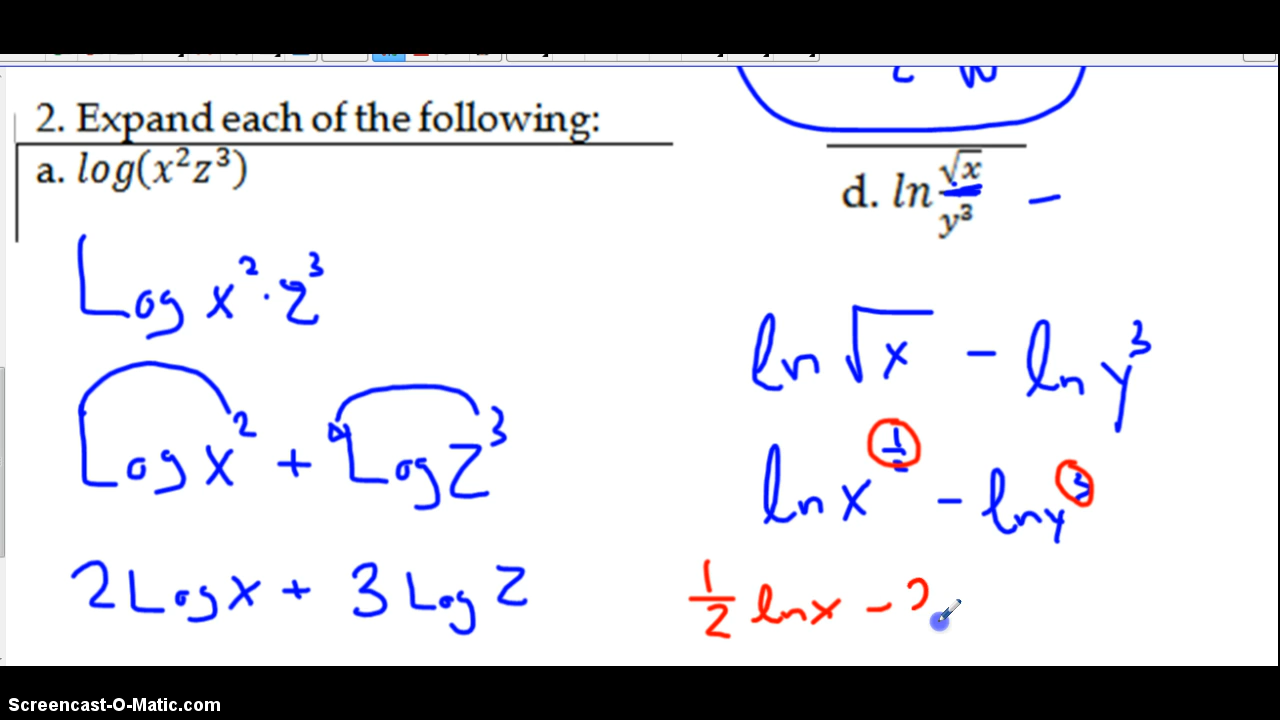 2. Expand each of the following:
a. log(x²z³)
Log x² · z³
Log x² + Log z³
2 Log x + 3 Log z
d. ln √x / y³ –
ln √x – ln y³
ln x^½ – ln y³
½ ln x –
Screencast-O-Matic.com